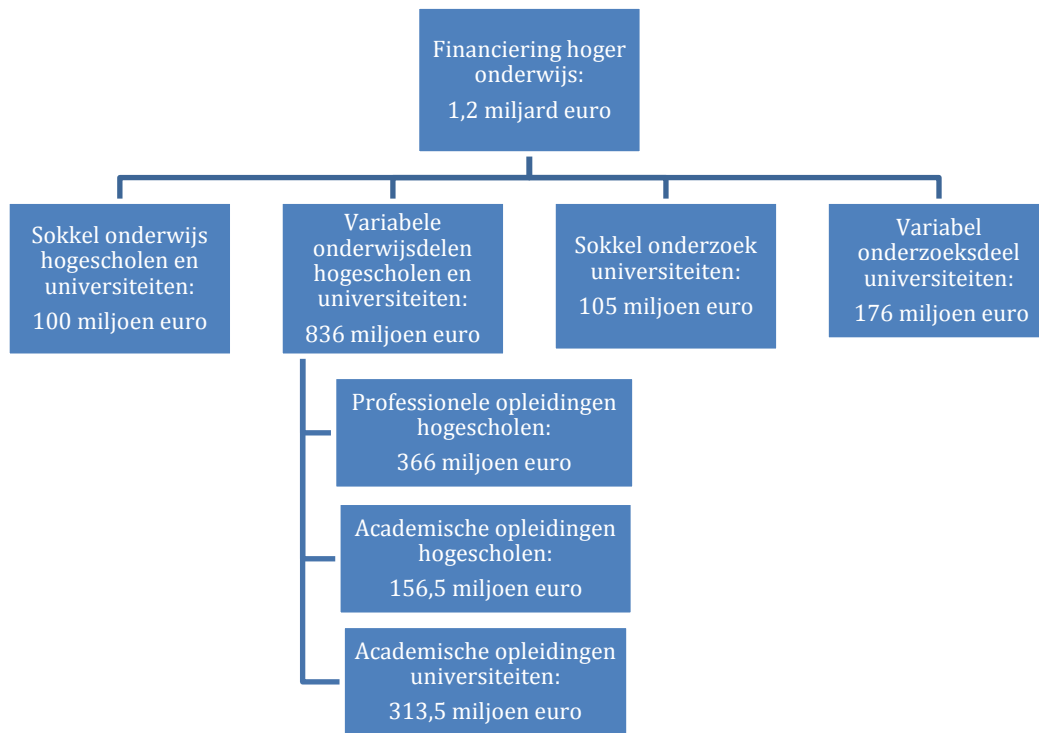 Financiering hoger
onderwijs:
1,2 miljard euro
Sokkel onderwijs
hogescholen en
universiteiten:
100 miljoen euro
Variabele
onderwijsdelen
hogescholen en
universiteiten:
836 miljoen euro
Sokkel onderzoek
universiteiten:
105 miljoen euro
Variabel
onderzoeksdeel
universiteiten:
176 miljoen euro
Professionele opleidingen
hogescholen:
366 miljoen euro
Academische opleidingen
hogescholen:
156,5 miljoen euro
Academische opleidingen
universiteiten:
313,5 miljoen euro